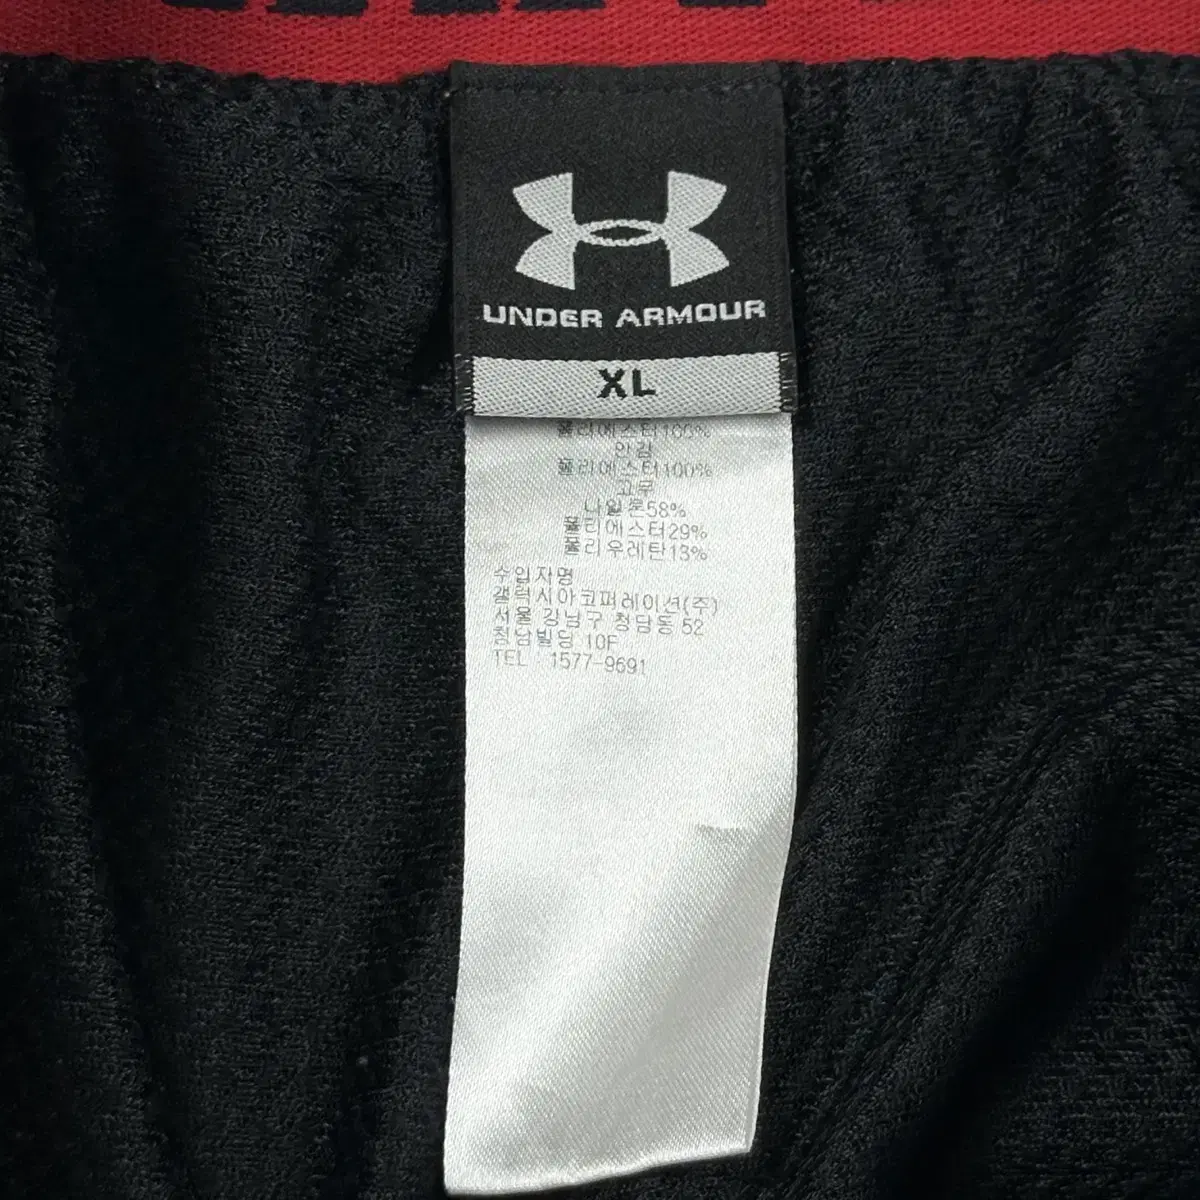 UNDER ARMOUR
XL
폴리에스터100%
안감
폴리에스터100%
고무
나일론58%
폴리에스터29%
폴리우레탄13%
수입자명
갤럭시아코퍼레이션(주)
서울 강남구 청담동 52
침남빌딩 10F
TEL : 1577-9691